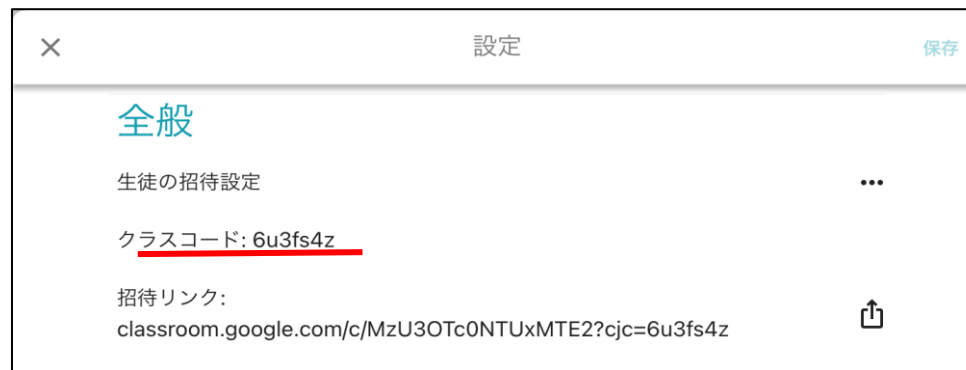 設定
保存
全般
生徒の招待設定
クラスコード: 6u3fs4z
招待リンク:
classroom.google.com/c/MzU3OTc0NTUxMTE2?cjc=6u3fs4z